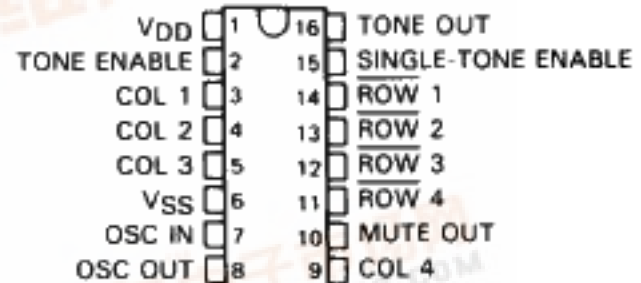 VDD 1 16 TONE OUT
TONE ENABLE 2 15 SINGLE-TONE ENABLE
COL 1 3 14 ROW 1
COL 2 4 13 ROW 2
COL 3 5 12 ROW 3
VSS 6 11 ROW 4
OSC IN 7 10 MUTE OUT
OSC OUT 8 9 COL 4